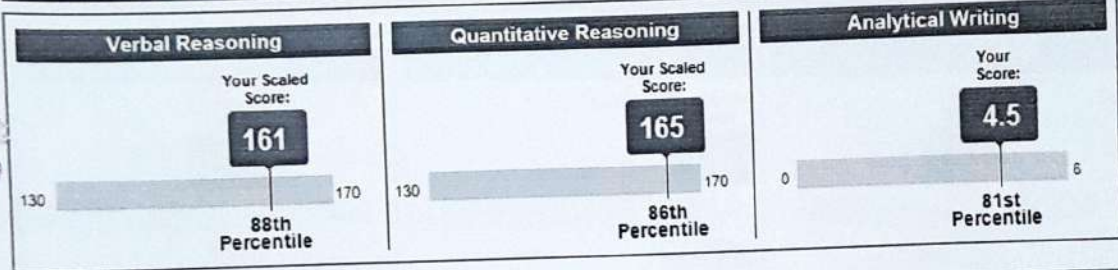 Verbal Reasoning
Your Scaled
Score:
161
130
170
88th
Percentile
Quantitative Reasoning
Your Scaled
Score:
165
130
170
86th
Percentile
Analytical Writing
Your
Score:
4.5
0
6
81st
Percentile